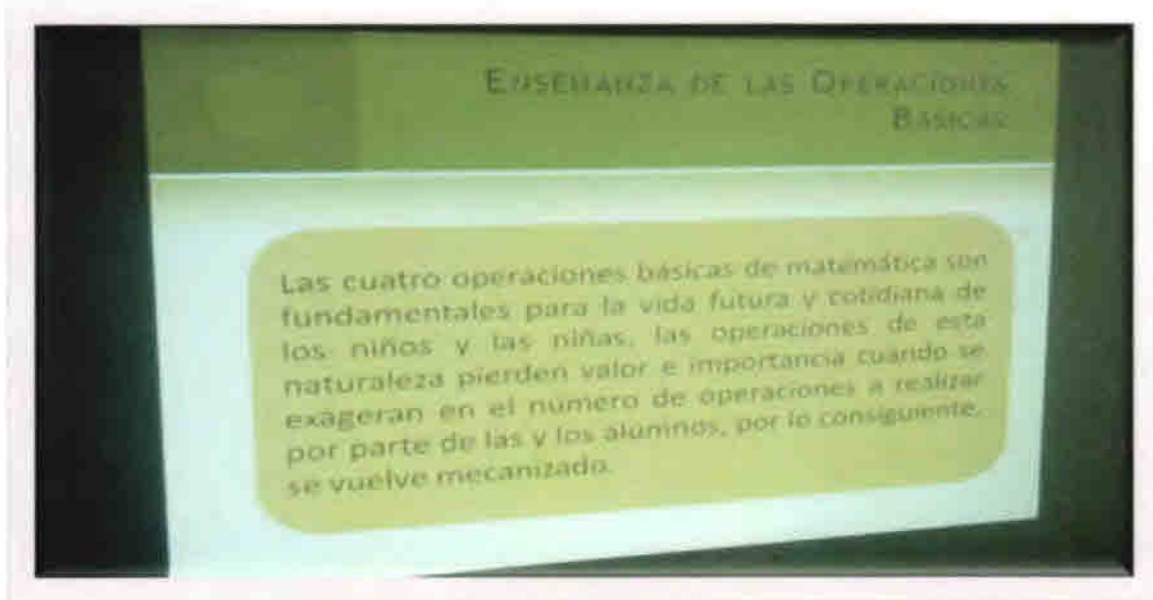 ENSEÑANZA DE LAS OPERACIONES
BÁSICAS
Las cuatro operaciones básicas de matemática son
fundamentales para la vida futura y cotidiana de
los niños y las niñas, las operaciones de esta
naturaleza pierden valor e importancia cuando se
exageran en el número de operaciones a realizar
por parte de las y los alumnos, por lo consiguiente,
se vuelve mecanizado.